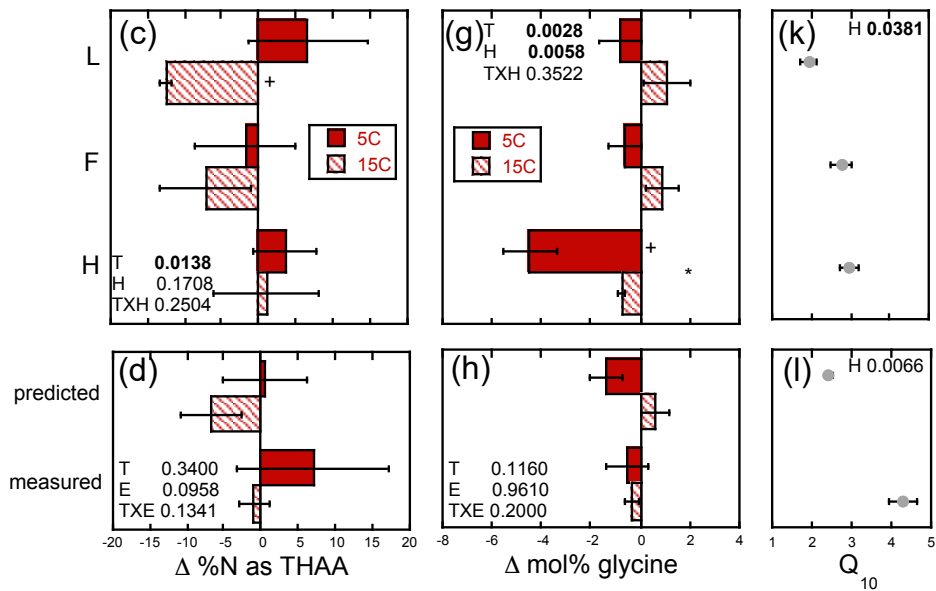 (c)
L
+
F
5C
15C
H
T 0.0138
H 0.1708
TXH 0.2504
(g)
T 0.0028
H 0.0058
TXH 0.3522
5C
15C
+
*
(k)
H 0.0381
(d)
predicted
measured
T 0.3400
E 0.0958
TXE 0.1341
-20 -15 -10 -5 0 5 10 15 20
Δ %N as THAA
(h)
T 0.1160
E 0.9610
TXE 0.2000
-8 -6 -4 -2 0 2 4
Δ mol% glycine
(l)
H 0.0066
1 2 3 4 5
Q10